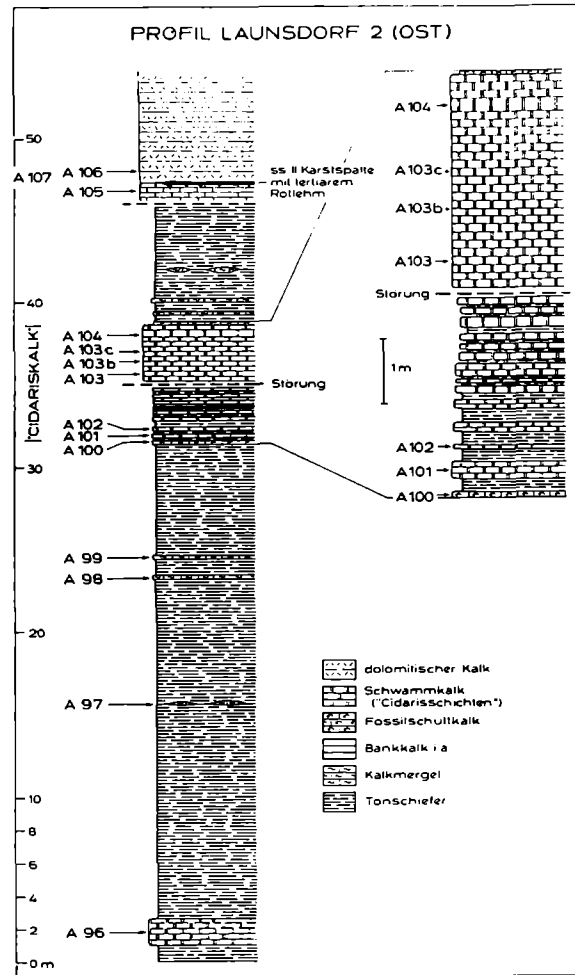 PROFIL LAUNSDORF 2 (OST)
50
A 107
A 106
A 105
ss II Karstspalte
mit tertiarem
Rotlehm
40
A 104
A 103c
A 103b
A 103
Störung
A 102
A 101
A 100
['CIDARISKALK']
30
A 99
A 98
20
A 97
10
8
6
4
2
0 m
A 96
A 104
A 103c
A 103b
A 103
Störung
1 m
A 102
A 101
A 100
dolomitischer Kalk
Schwammkalk
("Cidarisschichten")
Fossilschuttkalk
Bankkalk i a
Kalkmergel
Tonschiefer